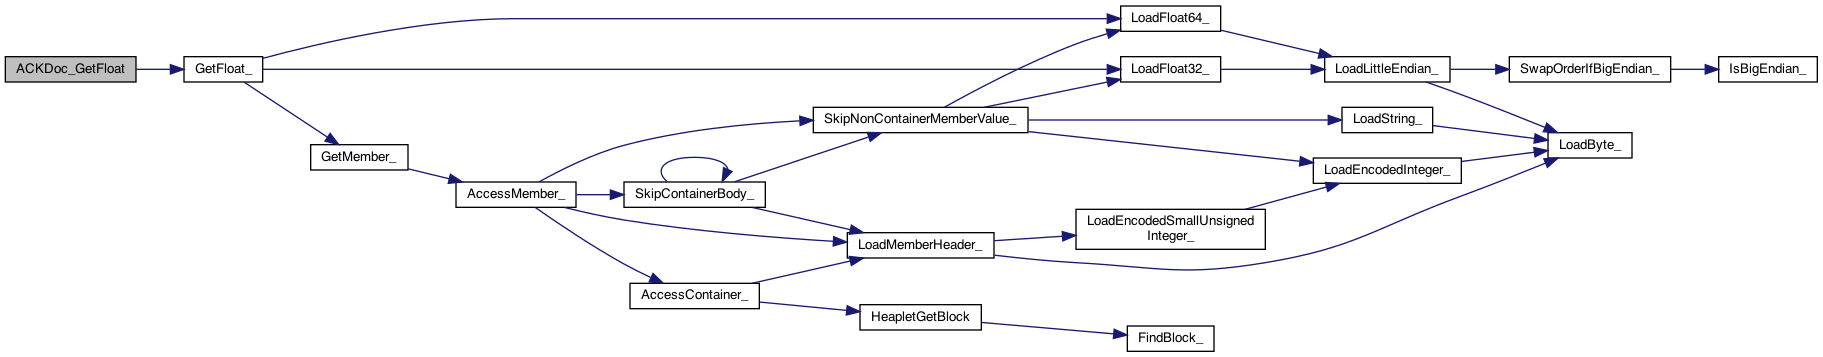 LoadFloat64_
ACKDoc_GetFloat
GetFloat_
LoadFloat32_
LoadLittleEndian_
SwapOrderIfBigEndian_
IsBigEndian_
SkipNonContainerMemberValue_
LoadString_
LoadByte_
GetMember_
LoadEncodedInteger_
AccessMember_
SkipContainerBody_
LoadEncodedSmallUnsigned
Integer_
LoadMemberHeader_
AccessContainer_
HeapletGetBlock
FindBlock_